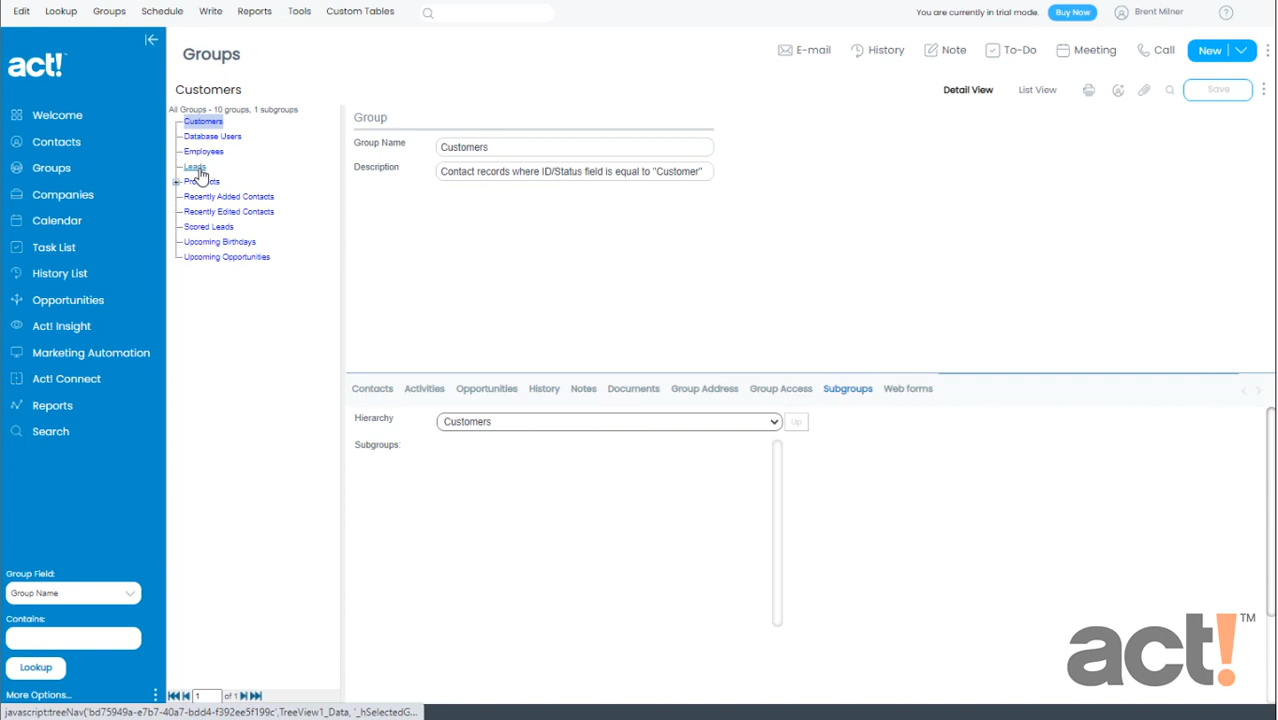 Edit Lookup Groups Schedule Write Reports Tools Custom Tables
You are currently in trial mode. Buy Now Brent Milner ?
act!
Groups
E-mail History Note To-Do Meeting Call New
Customers
Detail View List View Save
Welcome
Contacts
Groups
Companies
Calendar
Task List
History List
Opportunities
Act! Insight
Marketing Automation
Act! Connect
Reports
Search
Group Field:
Group Name
Contains:
Lookup
More Options...
All Groups - 10 groups, 1 subgroups
Customers
Database Users
Employees
Leads
Recently Added Contacts
Recently Edited Contacts
Scored Leads
Upcoming Birthdays
Upcoming Opportunities
1 of 1
Group
Group Name Customers
Description Contact records where ID/Status field is equal to "Customer"
Contacts Activities Opportunities History Notes Documents Group Address Group Access Subgroups Web forms
Hierarchy Customers Up
Subgroups:
act! TM
javascript:treeNav('bd75949a-e7b7-40a7-bdd4-f392ee5f199c',TreeView1_Data, '_hSelectedG...